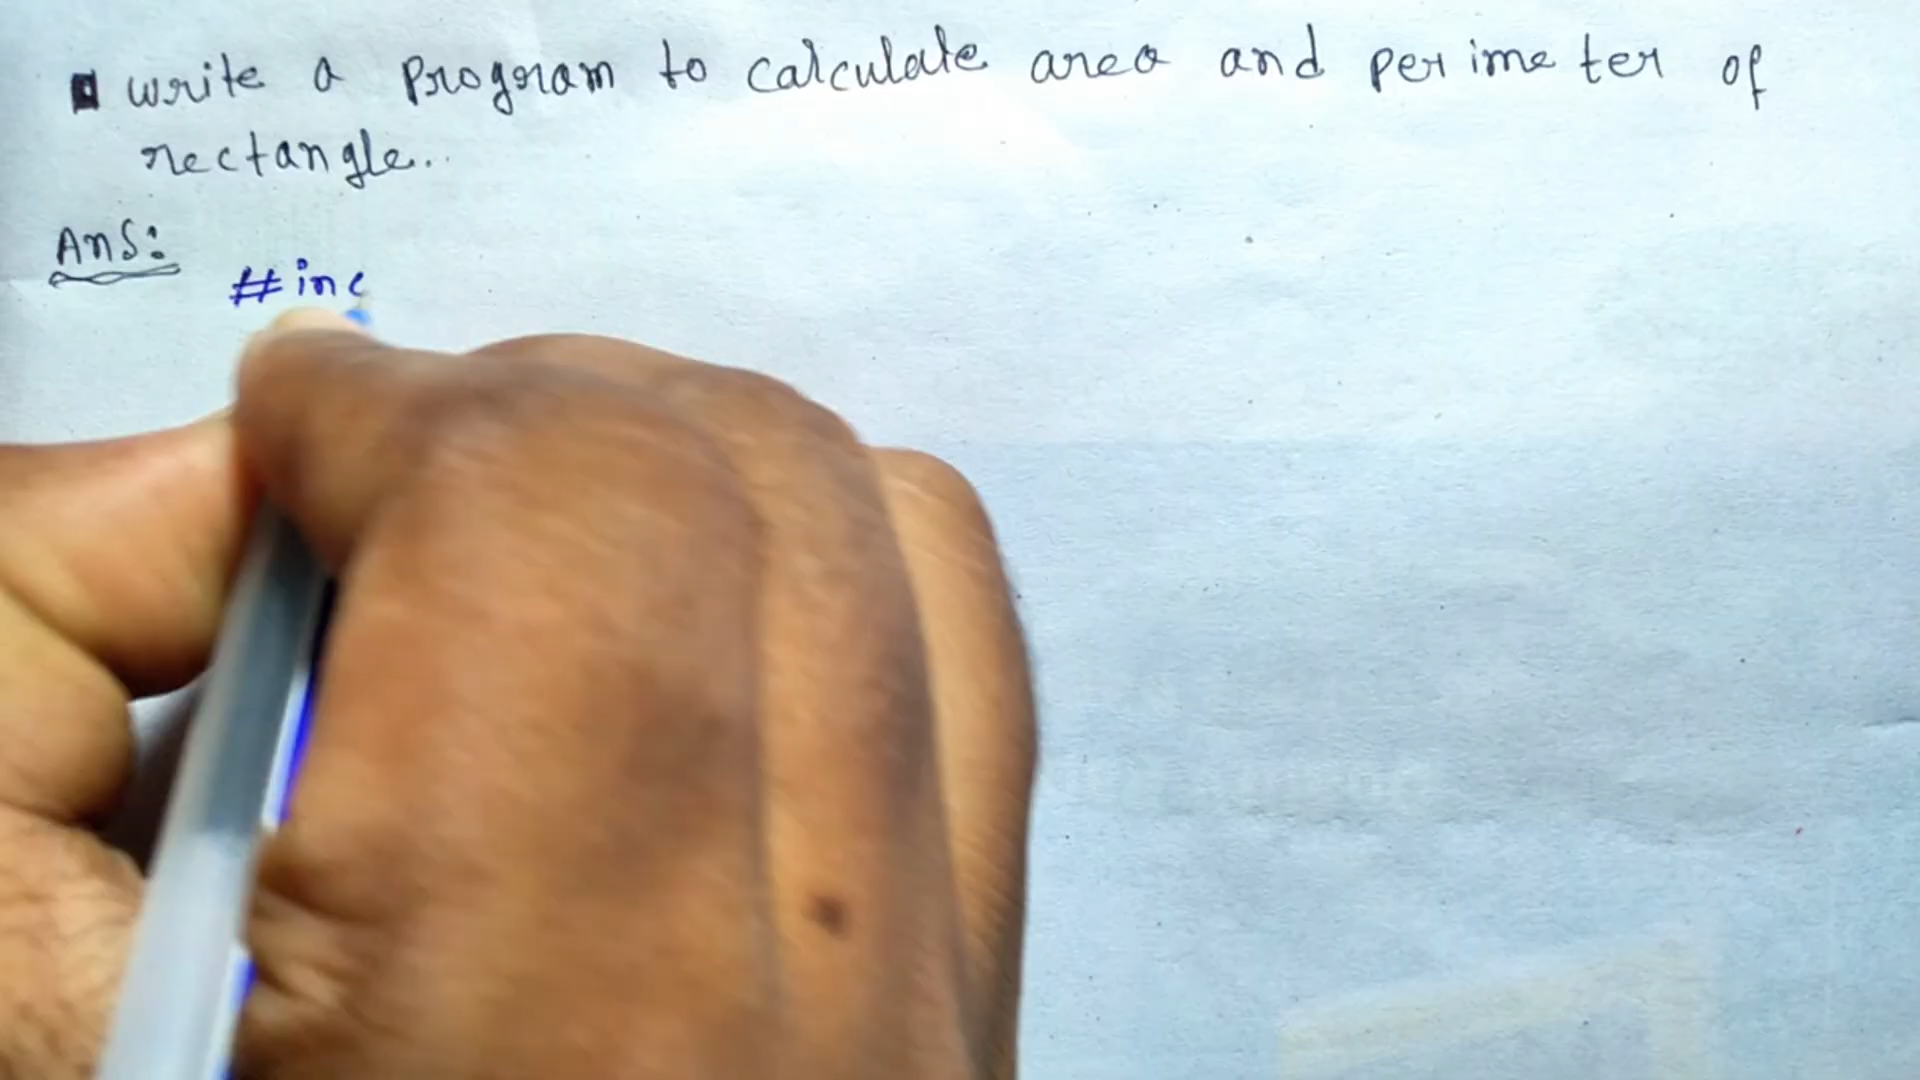 write a program to calculate area and perimeter of
rectangle..
Ans:
#inc